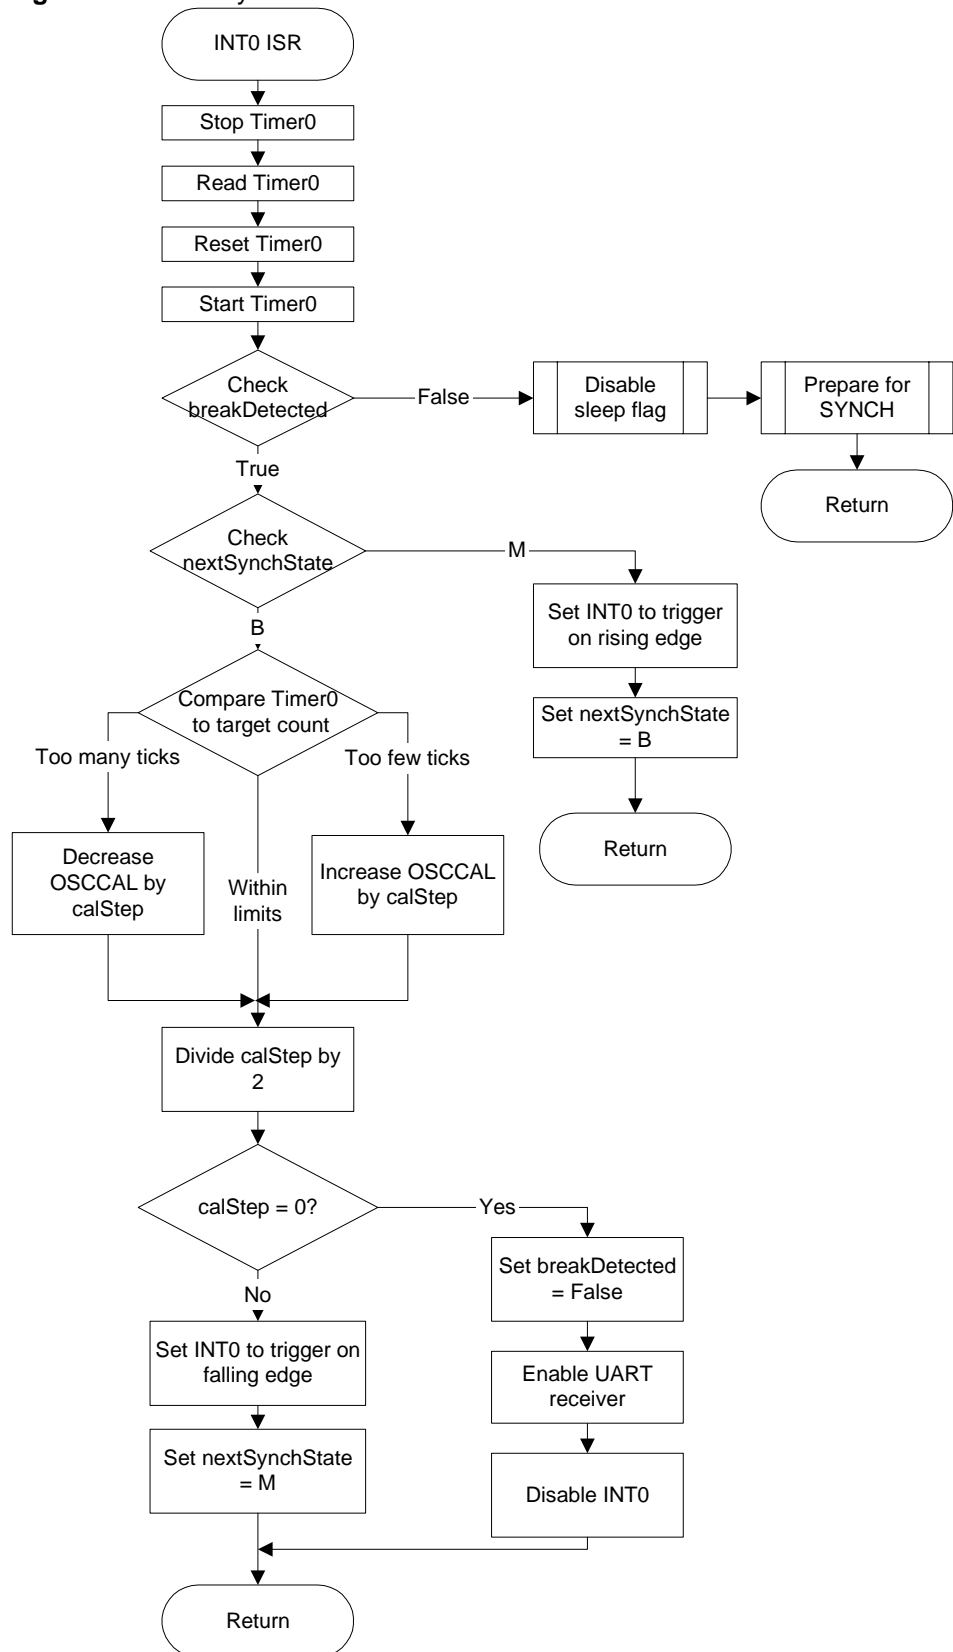 INT0 ISR
Stop Timer0
Read Timer0
Reset Timer0
Start Timer0
Check
breakDetected
False
Disable
sleep flag
Prepare for
SYNCH
Return
True
Check
nextSynchState
M
Set INT0 to trigger
on rising edge
Set nextSynchState
= B
Return
B
Compare Timer0
to target count
Too many ticks
Too few ticks
Decrease
OSCCAL by
calStep
Within
limits
Increase OSCCAL
by calStep
Divide calStep by
2
calStep = 0?
Yes
Set breakDetected
= False
Enable UART
receiver
Disable INT0
No
Set INT0 to trigger on
falling edge
Set nextSynchState
= M
Return